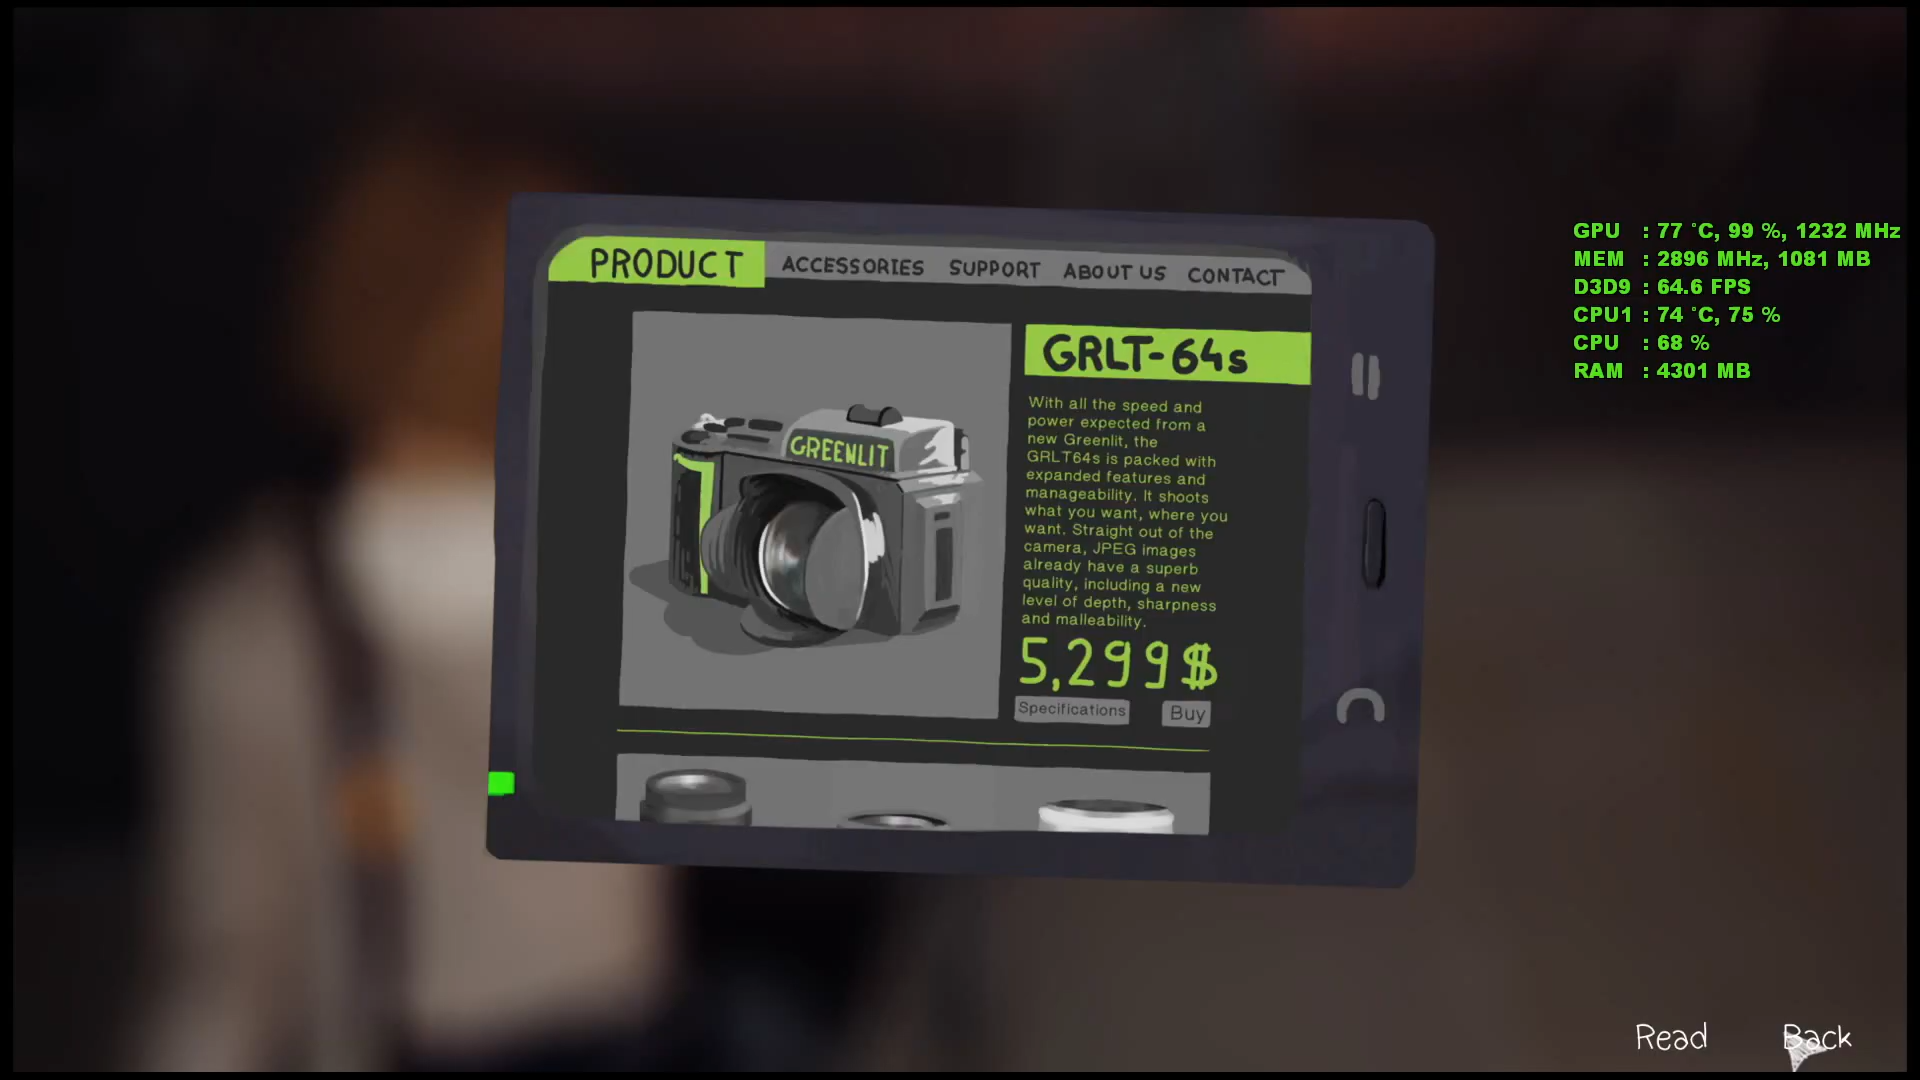 PRODUCT ACCESSORIES SUPPORT ABOUT US CONTACT
GREENLIT
GRLT-64s
With all the speed and
power expected from a
new Greenlit, the
GRLT64s is packed with
expanded features and
manageability. It shoots
what you want, where you
want. Straight out of the
camera, JPEG images
already have a superb
quality, including a new
level of depth, sharpness
and malleability.
5,299$
Specifications Buy
GPU : 77 °C, 99 %, 1232 MHz
MEM : 2896 MHz, 1081 MB
D3D9 : 64.6 FPS
CPU1 : 74 °C, 75 %
CPU : 68 %
RAM : 4301 MB
Read Back